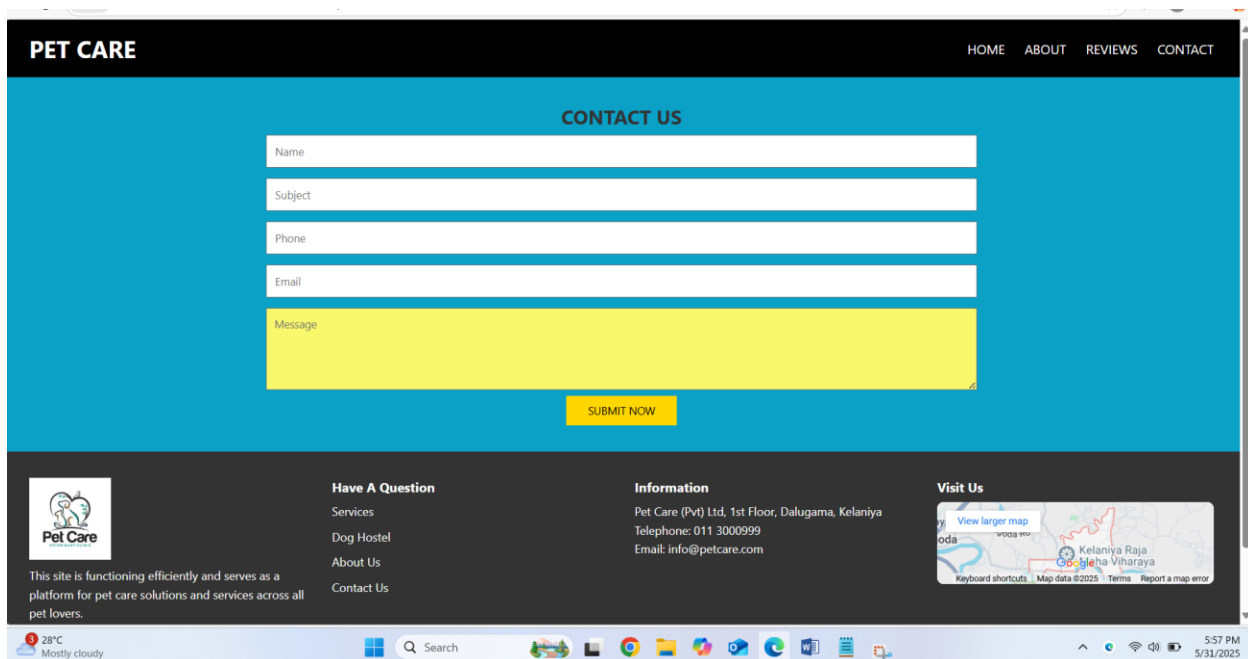 PET CARE
HOME ABOUT REVIEWS CONTACT
CONTACT US
Name
Subject
Phone
Email
Message
SUBMIT NOW
Pet Care
VETERINARY CLINIC
This site is functioning efficiently and serves as a
platform for pet care solutions and services across all
pet lovers.
Have A Question
Services
Dog Hostel
About Us
Contact Us
Information
Pet Care (Pvt) Ltd, 1st Floor, Dalugama, Kelaniya
Telephone: 011 3000999
Email: info@petcare.com
Visit Us
View larger map
oda
Kelaniya Raja
Maha Viharaya
Google
Keyboard shortcuts Map data ©2025 Terms Report a map error
3
28°C
Mostly cloudy
Search
5:57 PM
5/31/2025